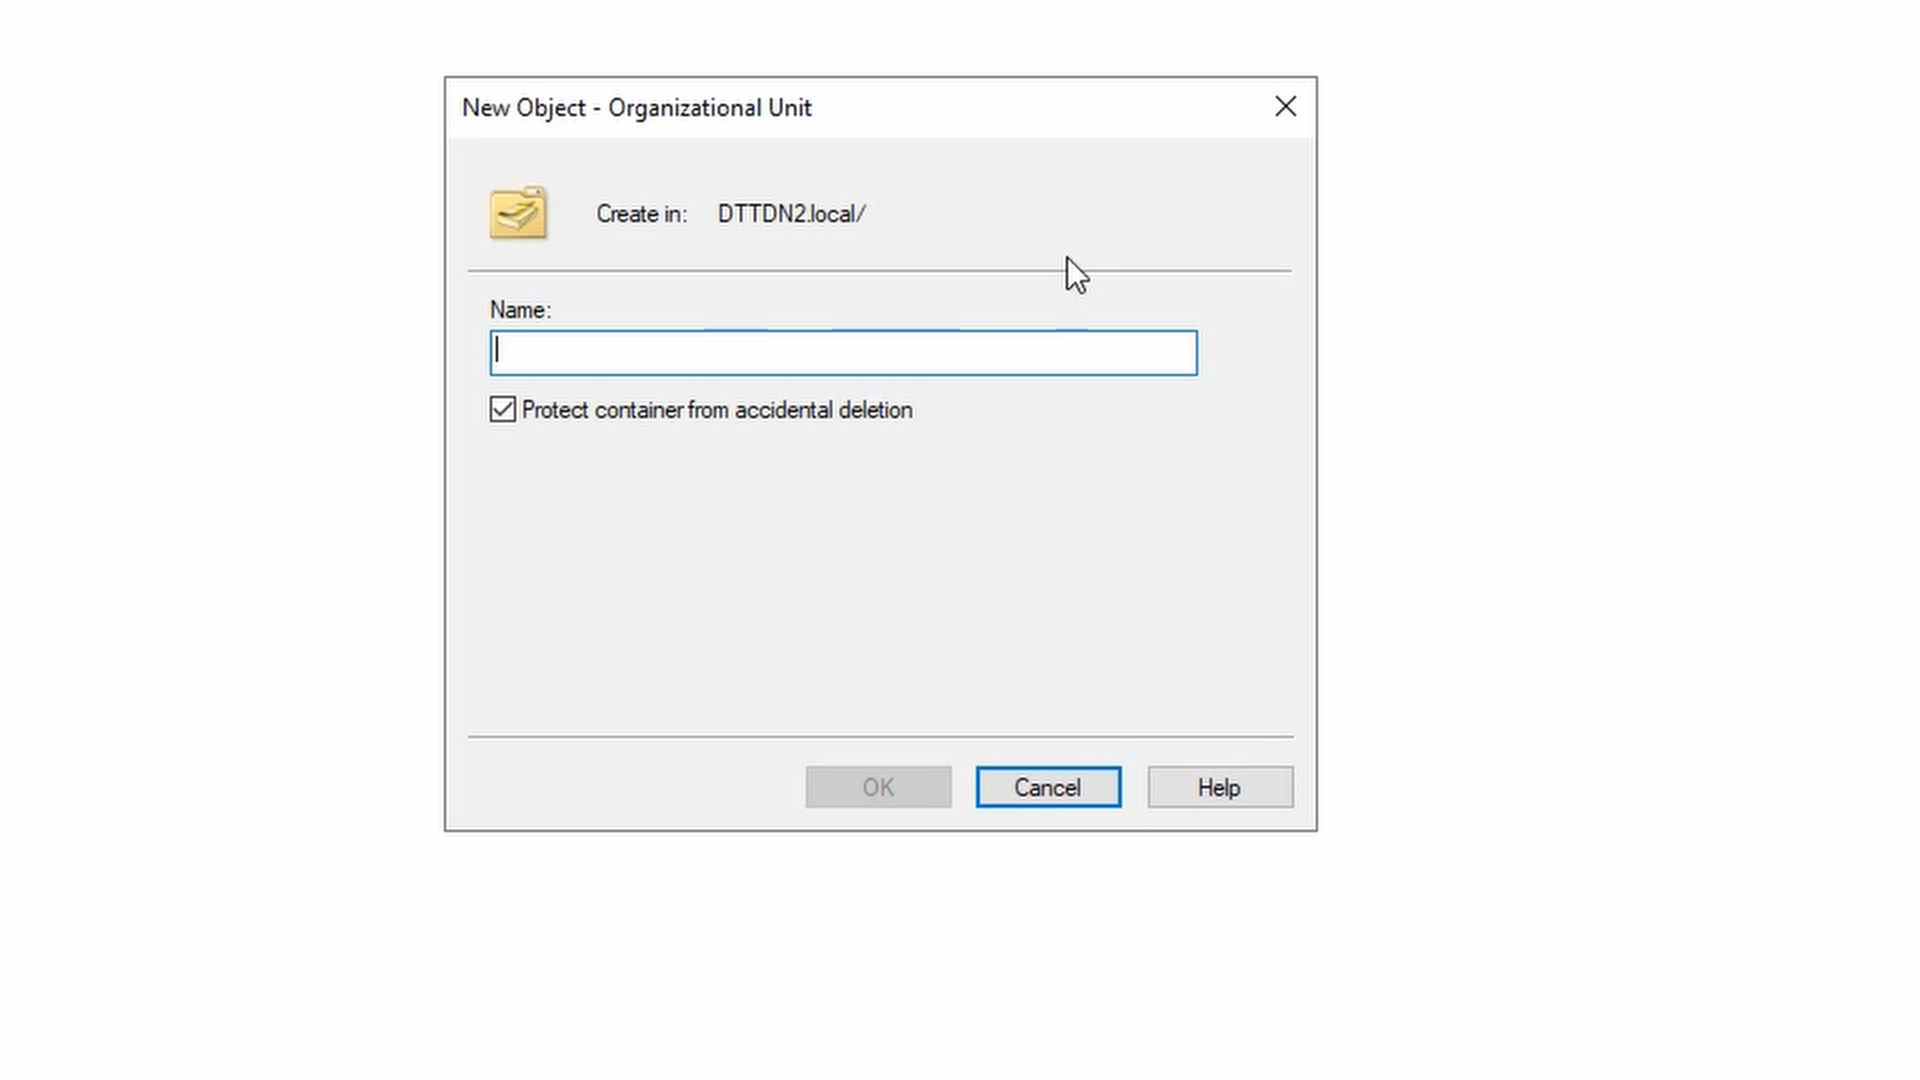 New Object - Organizational Unit
Create in: DTTDN2.local/
Name:
Protect container from accidental deletion
OK Cancel Help